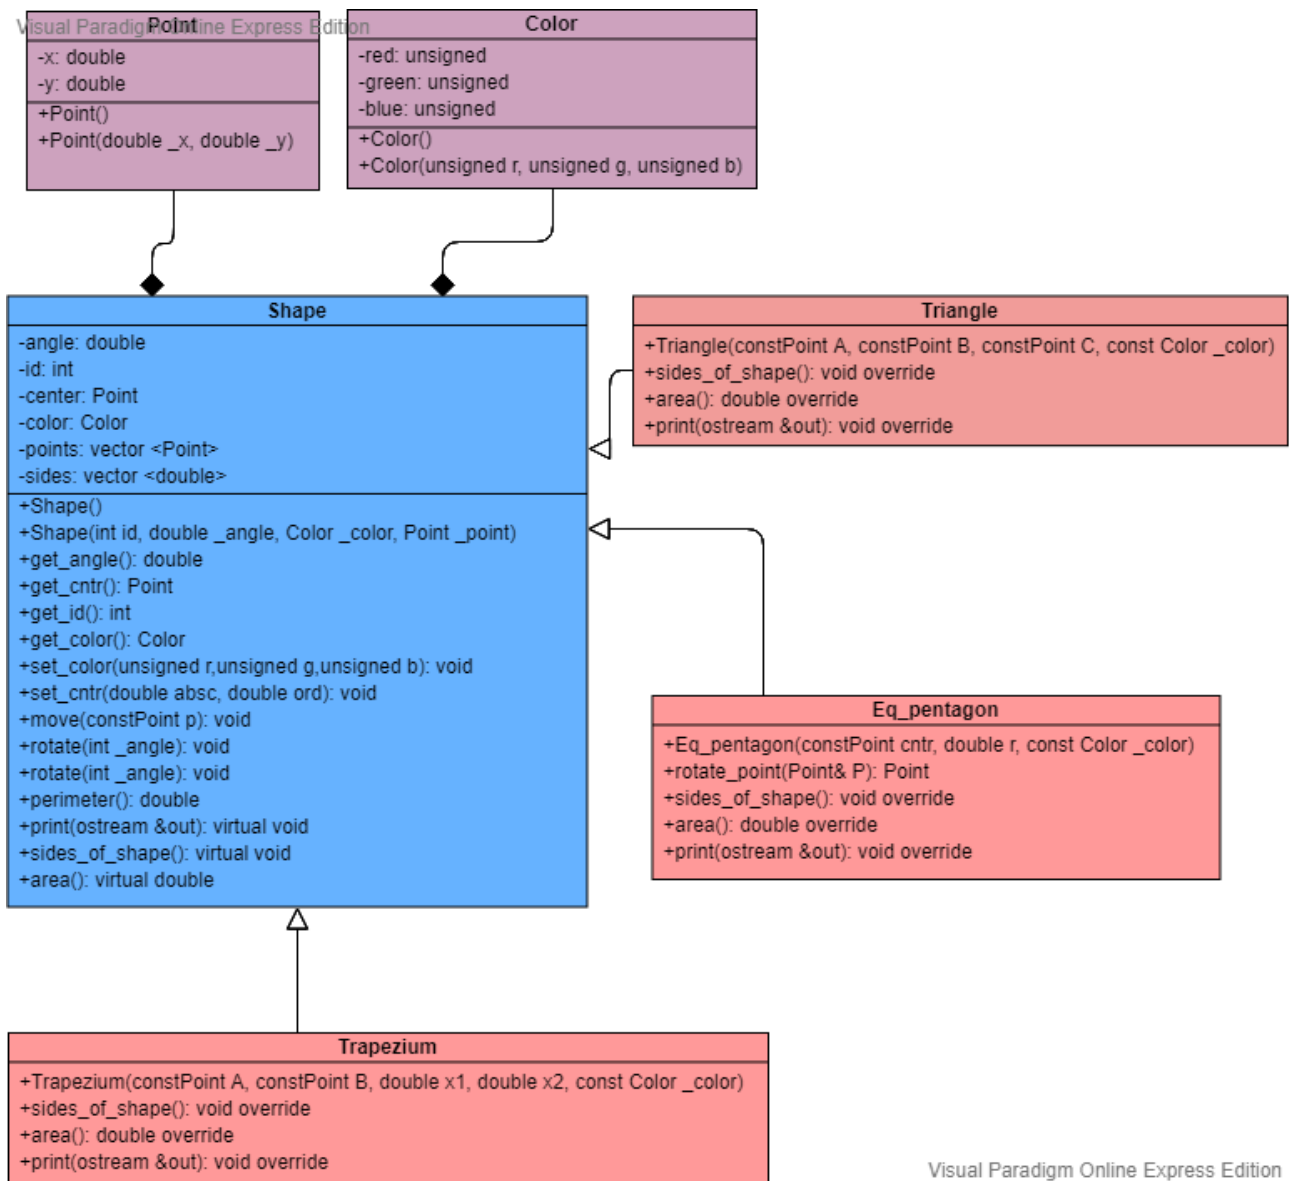 Visual Paradigm Online Express Edition
Point
-x: double
-y: double
+Point()
+Point(double _x, double _y)
Color
-red: unsigned
-green: unsigned
-blue: unsigned
+Color()
+Color(unsigned r, unsigned g, unsigned b)
Shape
-angle: double
-id: int
-center: Point
-color: Color
-points: vector <Point>
-sides: vector <double>
+Shape()
+Shape(int id, double _angle, Color _color, Point _point)
+get_angle(): double
+get_cntr(): Point
+get_id(): int
+get_color(): Color
+set_color(unsigned r,unsigned g,unsigned b): void
+set_cntr(double absc, double ord): void
+move(constPoint p): void
+rotate(int _angle): void
+rotate(int _angle): void
+perimeter(): double
+print(ostream &out): virtual void
+sides_of_shape(): virtual void
+area(): virtual double
Triangle
+Triangle(constPoint A, constPoint B, constPoint C, const Color _color)
+sides_of_shape(): void override
+area(): double override
+print(ostream &out): void override
Eq_pentagon
+Eq_pentagon(constPoint cntr, double r, const Color _color)
+rotate_point(Point& P): Point
+sides_of_shape(): void override
+area(): double override
+print(ostream &out): void override
Trapezium
+Trapezium(constPoint A, constPoint B, double x1, double x2, const Color _color)
+sides_of_shape(): void override
+area(): double override
+print(ostream &out): void override
Visual Paradigm Online Express Edition